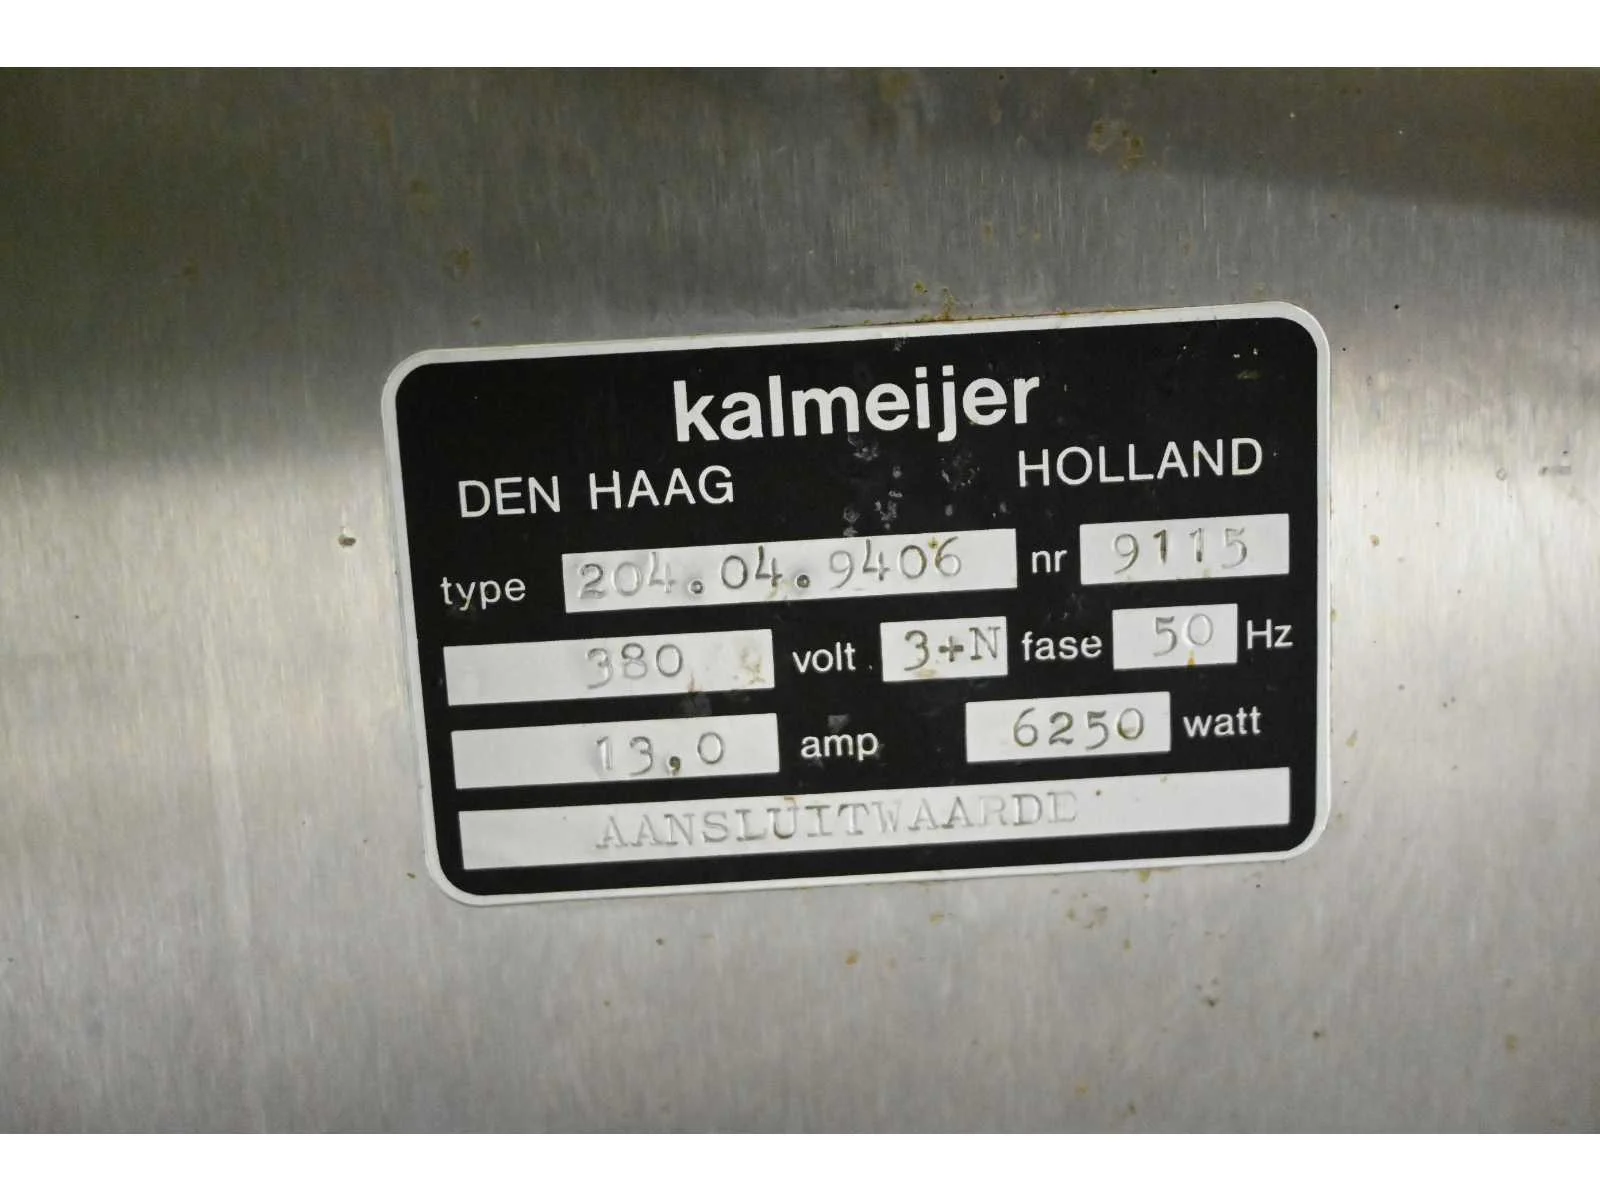 kalmeijer
DEN HAAG HOLLAND
type 204.04.9406 nr 9115
380 volt 3+N fase 50 Hz
13,0 amp 6250 watt
AANSLUITWAARDE